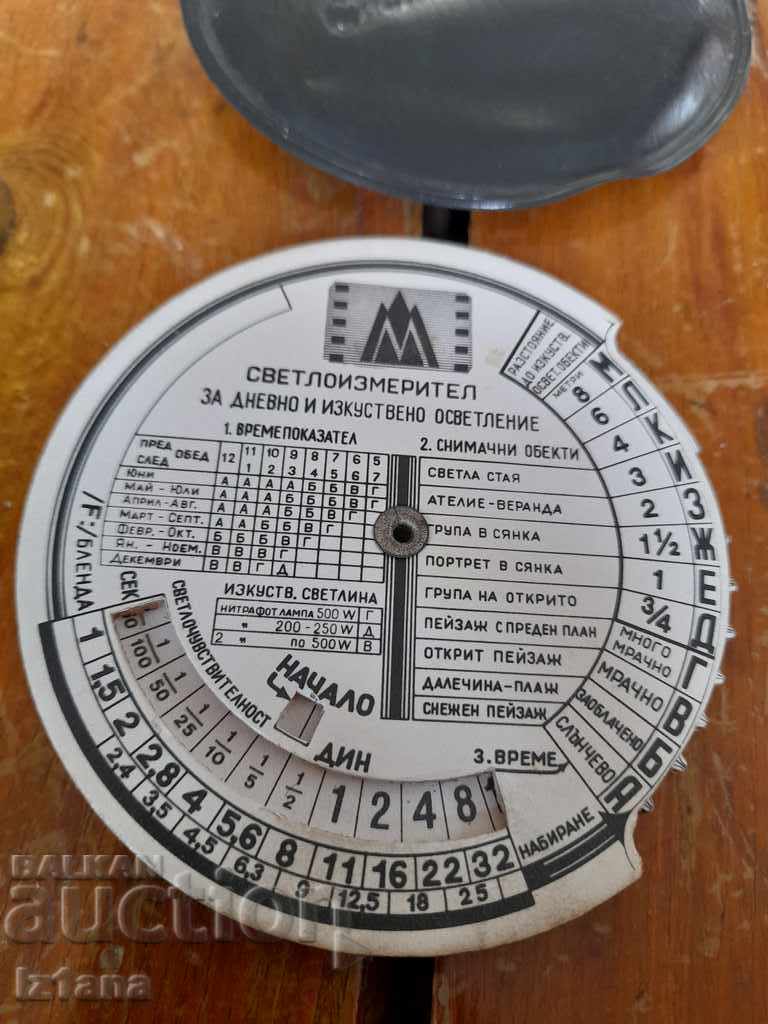 М
СВЕТЛОИЗМЕРИТЕЛ
ЗА ДНЕВНО И ИЗКУСТВЕНО ОСВЕТЛЕНИЕ
1. ВРЕМЕПОКАЗАТЕЛ
ПРЕД ОБЕД 12 11 10 9 8 7 6 5
СЛЕД 1 2 3 4 5 6 7
ЮНИ А А А А Б Б В Г
МАЙ - ЮЛИ А А А Б Б Б В Г
АПРИЛ-АВГ. А А А Б Б В Г
МАРТ - СЕПТ. А А Б Б В Г
ФЕВР. - ОКТ. Б Б Б В Г
ЯН. - НОЕМ. Б Б В Г
ДЕКЕМВРИ В В Г Д
ИЗКУСТВ. СВЕТЛИНА
НИТРАФОТЛАМПА 500 W Г
" 200 - 250 W Д
2 " по 500 W В
2. СНИМАЧНИ ОБЕКТИ
СВЕТЛА СТАЯ
АТЕЛИЕ - ВЕРАНДА
ГРУПА В СЯНКА
ПОРТРЕТ В СЯНКА
ГРУПА НА ОТКРИТО
ПЕЙЗАЖ С ПРЕДЕН ПЛАН
ОТКРИТ ПЕЙЗАЖ
ДАЛЕЧИНА - ПЛАЖ
СНЕЖЕН ПЕЙЗАЖ
3. ВРЕМЕ
РАЗСТОЯНИЕ
ДО ИЗКУСТВ.
ОСВЕТ. ОБЕКТИ
МЕТРИ
8 6 4 3 2 1½ 1 ¾
МНОГО МРАЧНО
МРАЧНО
ЗАОБЛАЧЕНО
СЛЪНЧЕВО
М Л К И З Ж Е Д Г В Б А
НАБИРАНЕ
НАЧАЛО
СВЕТЛОЧУВСТВИТЕЛНОСТ
ДИН
СЕК
1/100 1/50 1/25 1/10 1/5 1/2 1 2 4 8
/F:/БЛЕНДА
1 1,5 2 2,8 4 5,6 8 11 16 22 32
2,4 3,5 4,5 6,3 9 12,5 18 25
BALKAN
auction
iz1ana